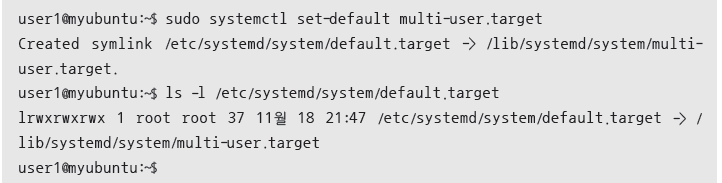 user1@myubuntu:~$ sudo systemctl set-default multi-user.target
Created symlink /etc/systemd/system/default.target -> /lib/systemd/system/multi-
user.target.
user1@myubuntu:~$ ls -l /etc/systemd/system/default.target
lrwxrwxrwx 1 root root 37 11월 18 21:47 /etc/systemd/system/default.target -> /
lib/systemd/system/multi-user.target
user1@myubuntu:~$